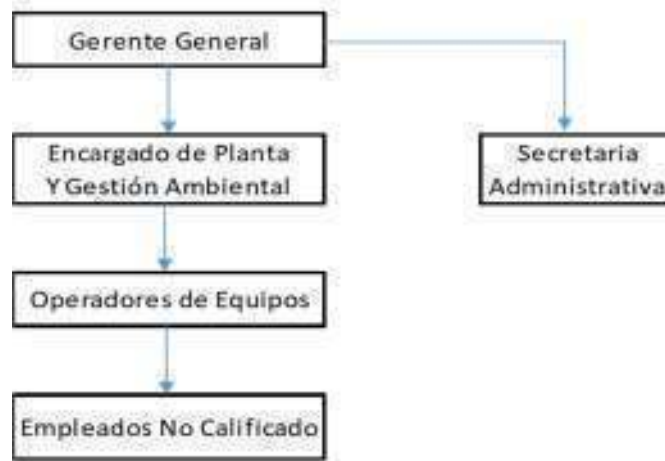 Gerente General
Encargado de Planta
Y Gestión Ambiental
Secretaria
Administrativa
Operadores de Equipos
Empleados No Calificado